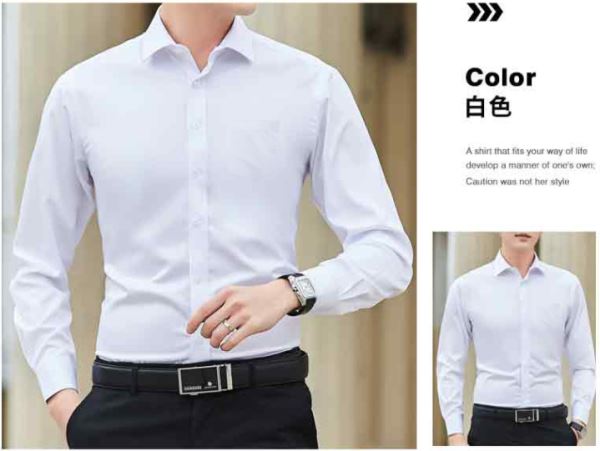 Color
白色
A shirt that fits your way of life
develop a manner of one's own;
Caution was not her style